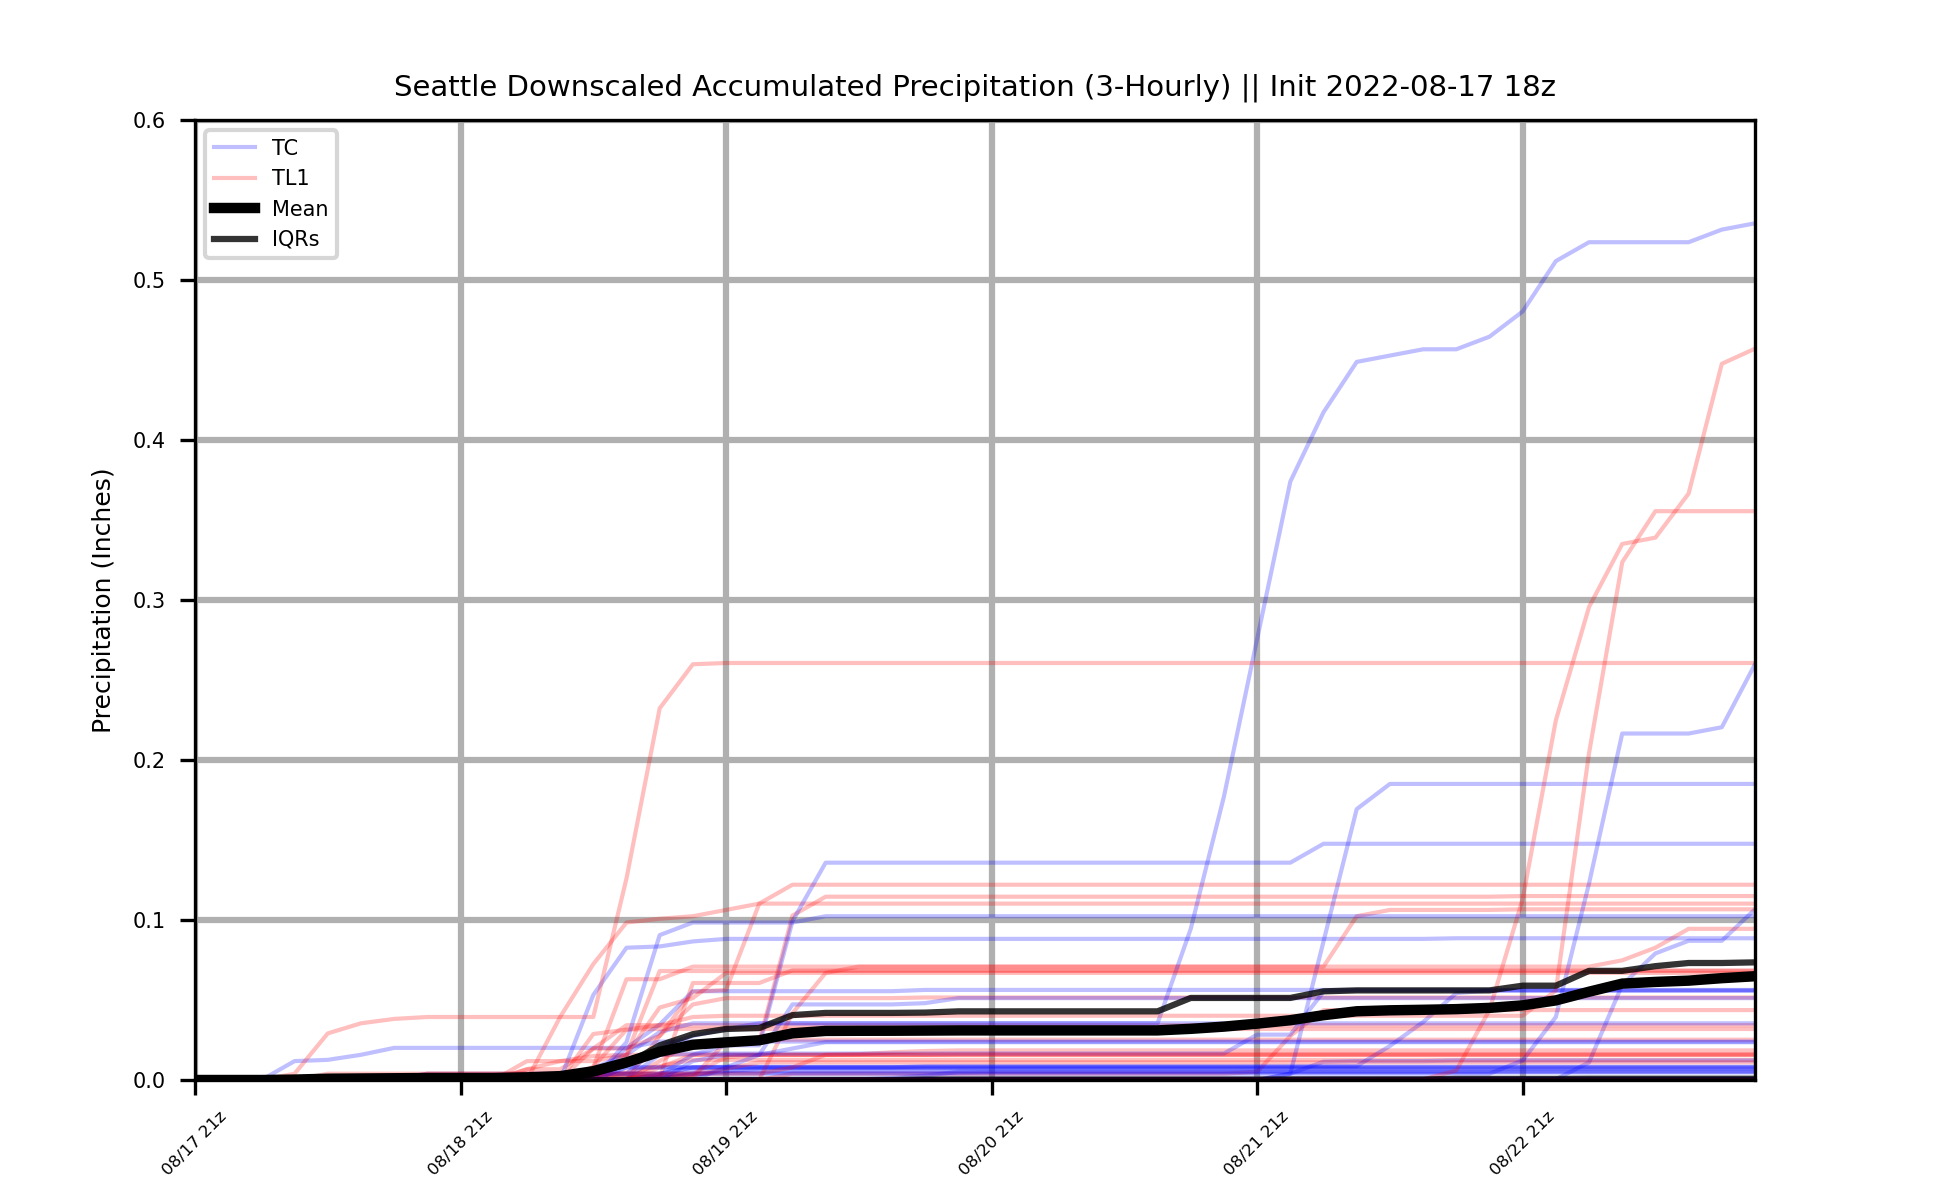 Seattle Downscaled Accumulated Precipitation (3-Hourly) || Init 2022-08-17 18z
TC
TL1
Mean
IQRs
Precipitation (Inches)
0.6
0.5
0.4
0.3
0.2
0.1
0.0
08/17 21z
08/18 21z
08/19 21z
08/20 21z
08/21 21z
08/22 21z